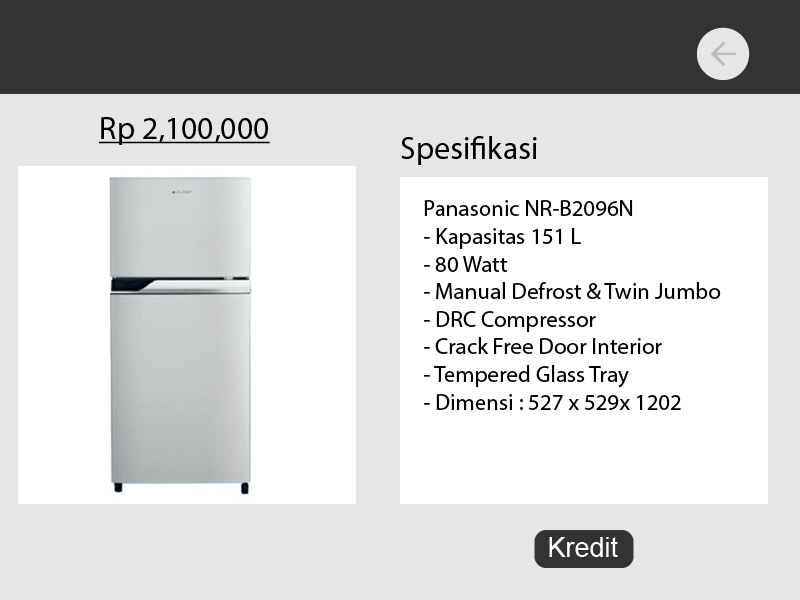 Rp 2,100,000
Spesifikasi
Panasonic NR-B2096N
- Kapasitas 151 L
- 80 Watt
- Manual Defrost & Twin Jumbo
- DRC Compressor
- Crack Free Door Interior
- Tempered Glass Tray
- Dimensi : 527 x 529x 1202
Kredit